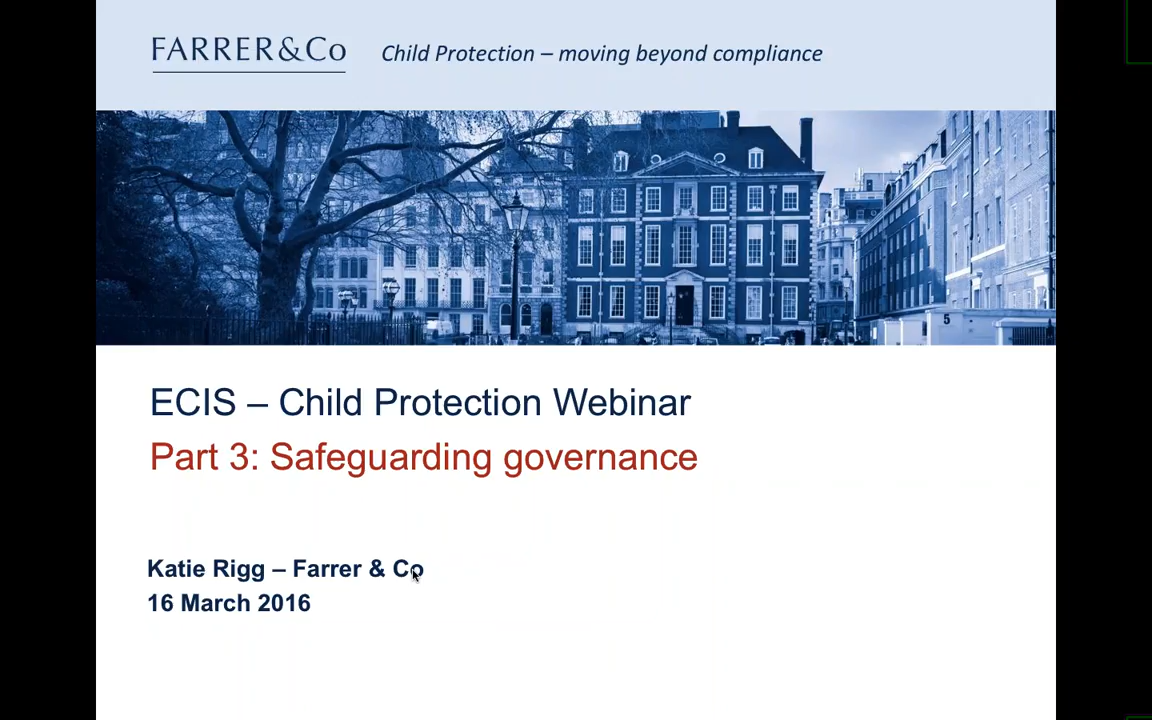 FARRER&Co
Child Protection – moving beyond compliance
5
ECIS – Child Protection Webinar
Part 3: Safeguarding governance
Katie Rigg – Farrer & Co
16 March 2016